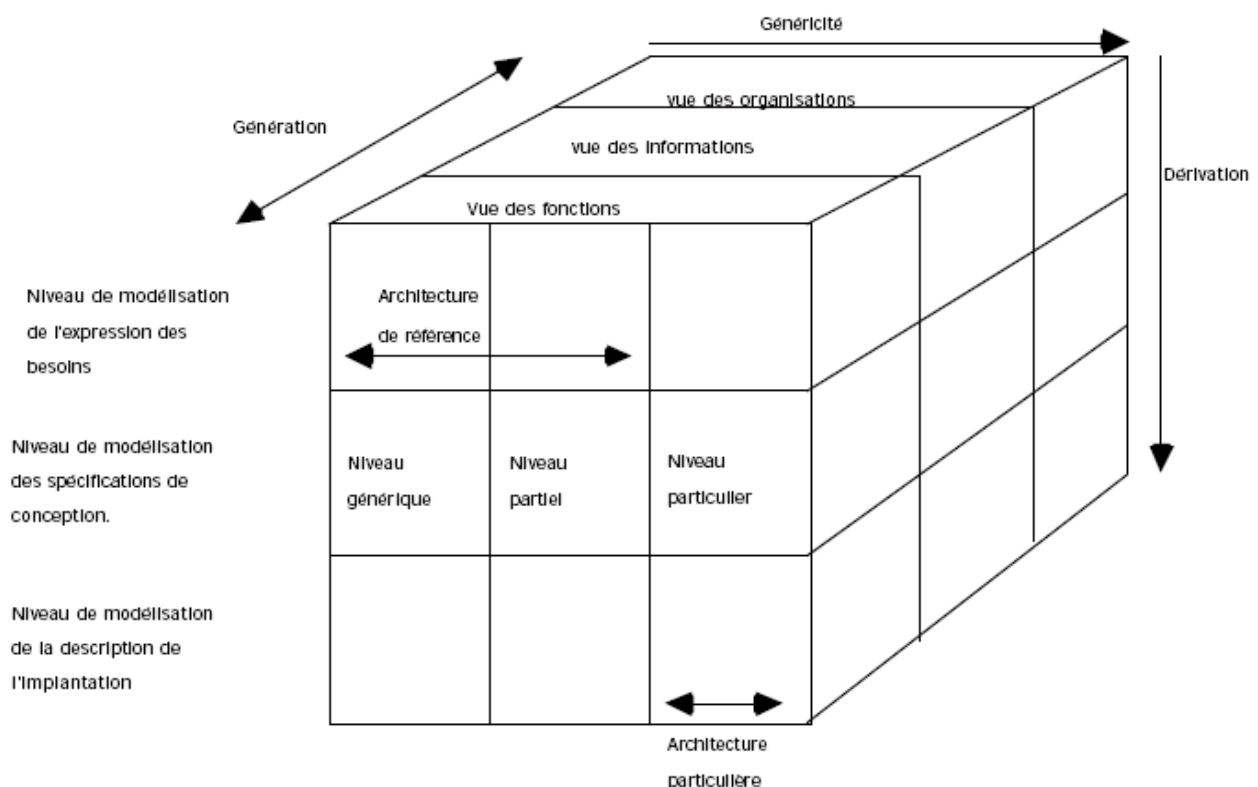 Généricité
vue des organisations
Génération
vue des informations
Dérivation
Vue des fonctions
Niveau de modélisation
de l'expression des
besoins
Architecture
de référence
Niveau de modélisation
des spécifications de
conception.
Niveau
générique
Niveau
partiel
Niveau
particulier
Niveau de modélisation
de la description de
l'implantation
Architecture
particulière